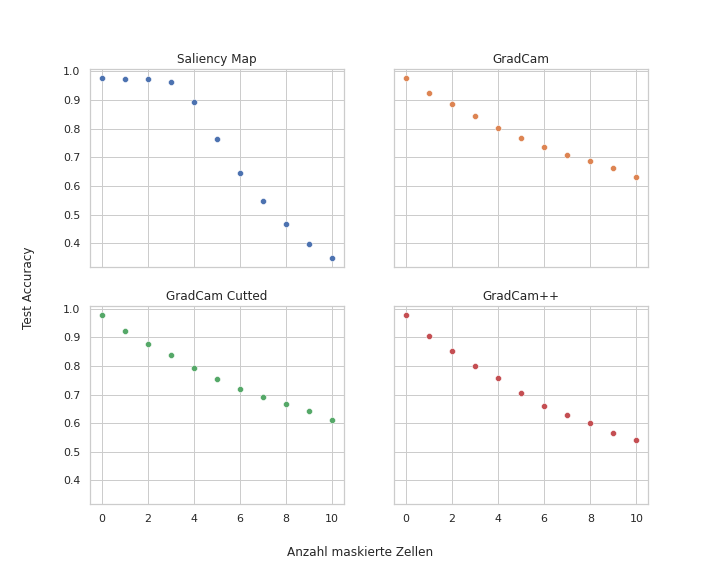 Saliency Map
GradCam
1.0
0.9
0.8
0.7
0.6
0.5
0.4
GradCam Cutted
GradCam++
1.0
0.9
0.8
0.7
0.6
0.5
0.4
0 2 4 6 8 10
0 2 4 6 8 10
Test Accuracy
Anzahl maskierte Zellen